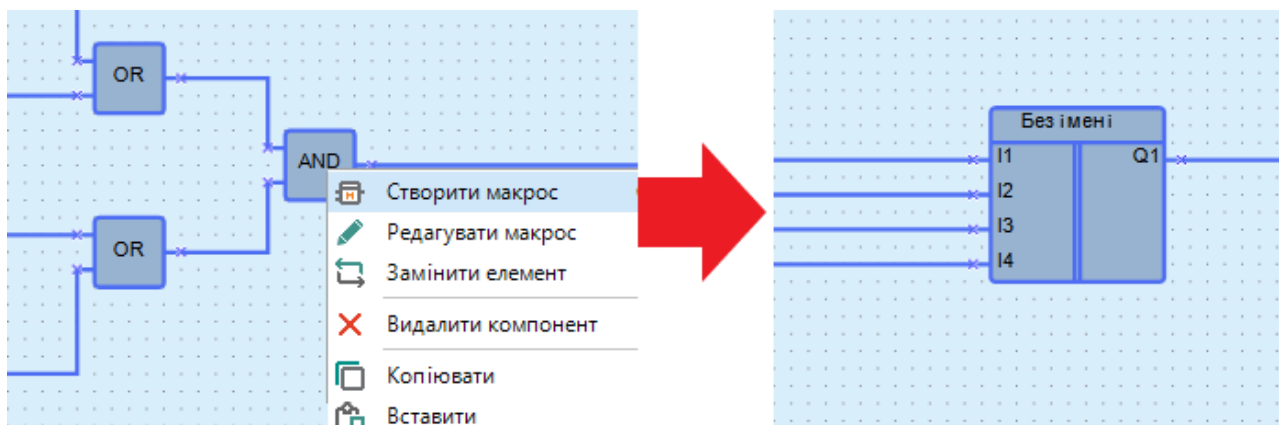 OR
AND
OR
Створити макрос
Редагувати макрос
Замінити елемент
Видалити компонент
Копіювати
Вставити
Без імені
I1 Q1
I2
I3
I4